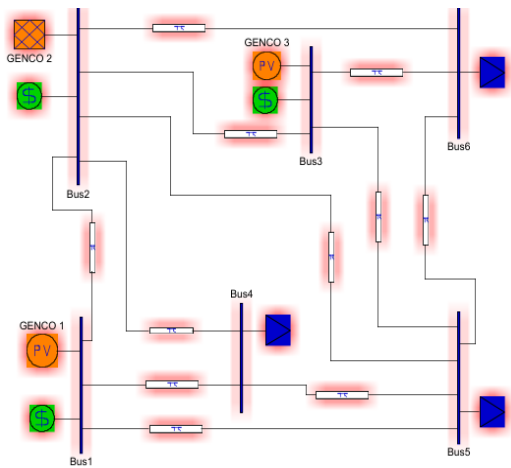 GENCO 2
$
Bus2
GENCO 3
PV
$
Bus3
Bus6
GENCO 1
PV
$
Bus1
Bus4
Bus5